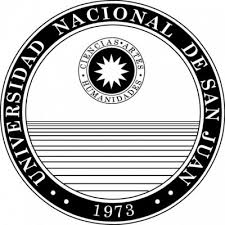 · UNIVERSIDAD NACIONAL DE SAN JUAN ·
1973
· CIENCIAS · ARTES · HUMANIDADES